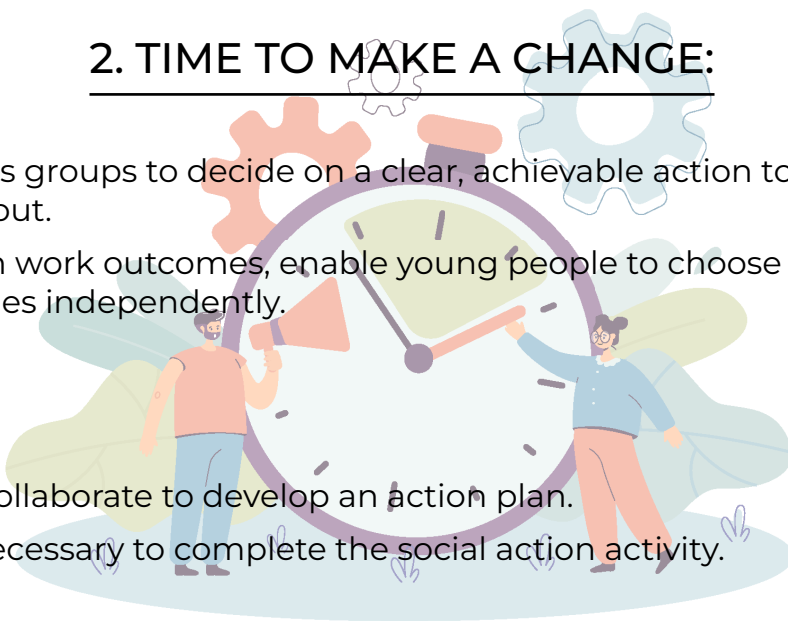 2. TIME TO MAKE A CHANGE:
s groups to decide on a clear, achievable action to
out.
work outcomes, enable young people to choose
es independently.
ollaborate to develop an action plan.
ecessary to complete the social action activity.